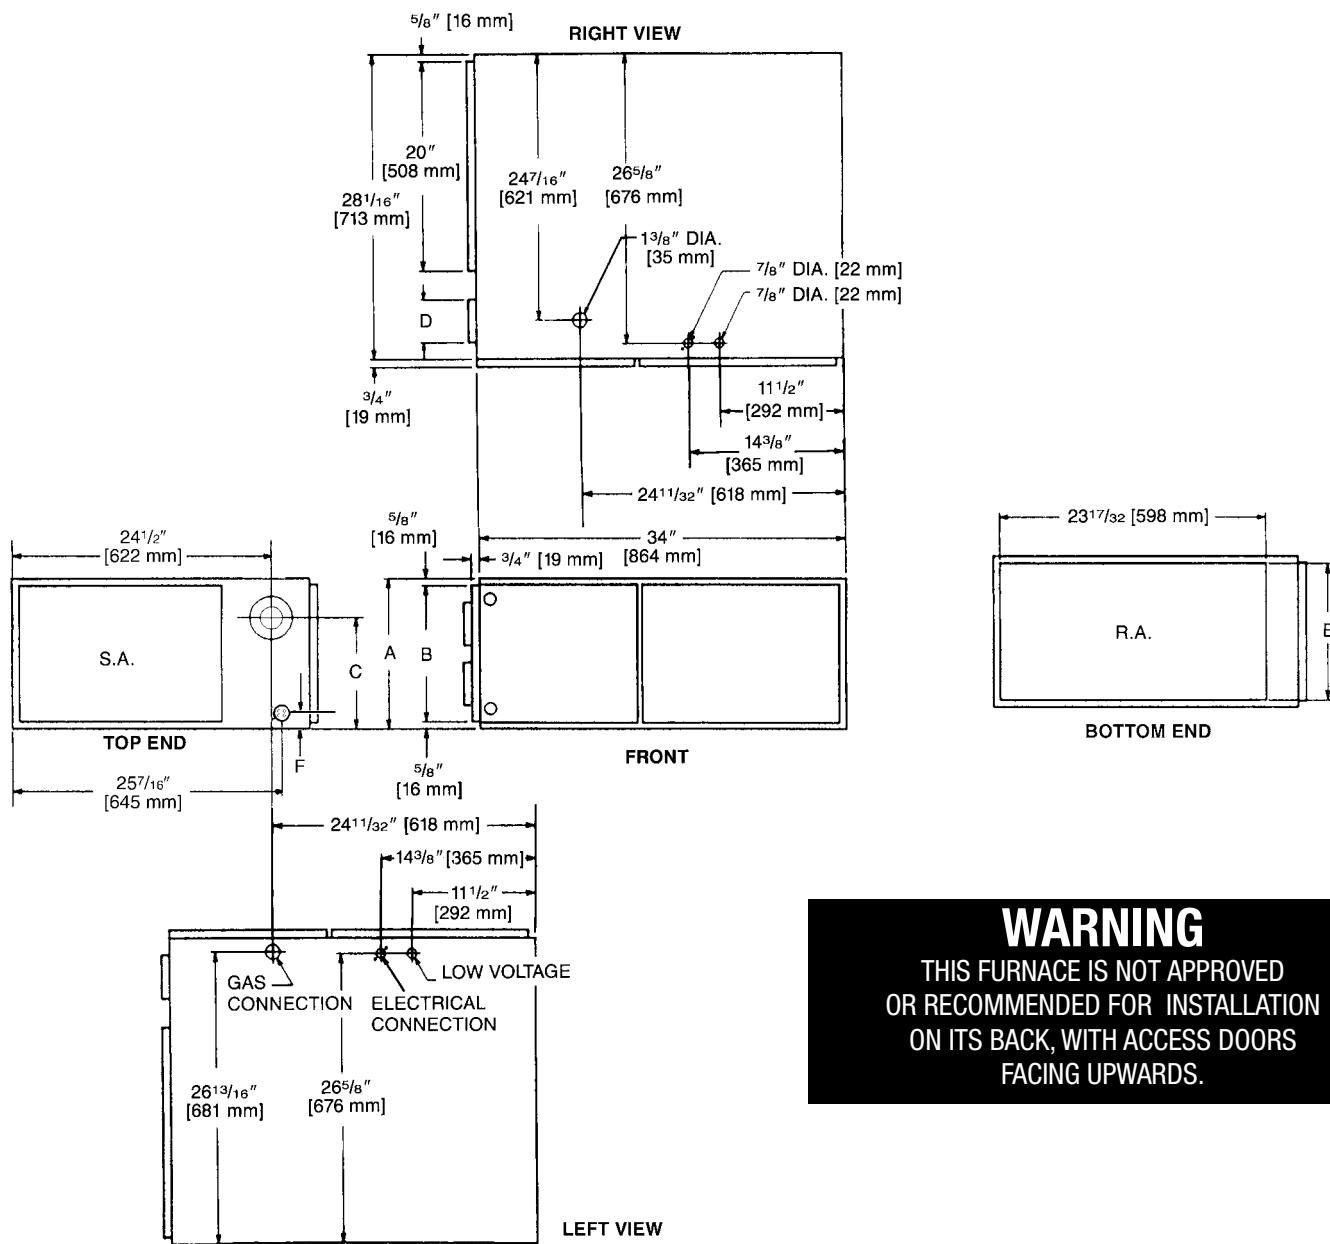 5/8″ [16 mm]
RIGHT VIEW
20″
[508 mm]
28 1/16″
[713 mm]
24 7/16″
[621 mm]
26 5/8″
[676 mm]
1 3/8″ DIA.
[35 mm]
7/8″ DIA. [22 mm]
7/8″ DIA. [22 mm]
D
3/4″
[19 mm]
11 1/2″
[292 mm]
14 3/8″
[365 mm]
24 11/32″ [618 mm]
24 1/2″
[622 mm]
5/8″
[16 mm]
3/4″ [19 mm]
34″
[864 mm]
23 17/32 [598 mm]
S.A.
C
A
B
R.A.
E
F
TOP END
FRONT
BOTTOM END
25 7/16″
[645 mm]
5/8″
[16 mm]
24 11/32″ [618 mm]
14 3/8″ [365 mm]
11 1/2″
[292 mm]
GAS
CONNECTION
LOW VOLTAGE
ELECTRICAL
CONNECTION
26 13/16″
[681 mm]
26 5/8″
[676 mm]
LEFT VIEW
WARNING
THIS FURNACE IS NOT APPROVED
OR RECOMMENDED FOR INSTALLATION
ON ITS BACK, WITH ACCESS DOORS
FACING UPWARDS.